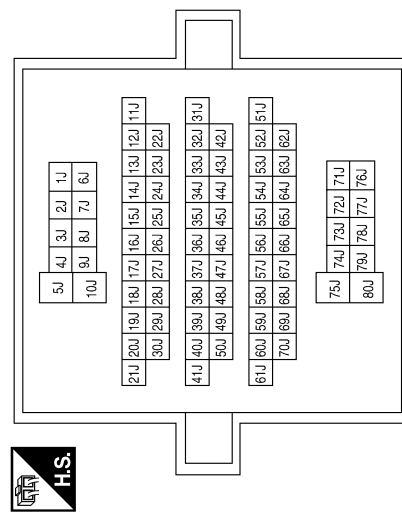 H.S.
5J 4J 3J 2J 1J
10J 9J 8J 7J 6J
21J 20J 19J 18J 17J 16J 15J 14J 13J 12J 11J
30J 29J 28J 27J 26J 25J 24J 23J 22J
41J 40J 39J 38J 37J 36J 35J 34J 33J 32J 31J
50J 49J 48J 47J 46J 45J 44J 43J 42J
61J 60J 59J 58J 57J 56J 55J 54J 53J 52J 51J
70J 69J 68J 67J 66J 65J 64J 63J 62J
75J 74J 73J 72J 71J
80J 79J 78J 77J 76J